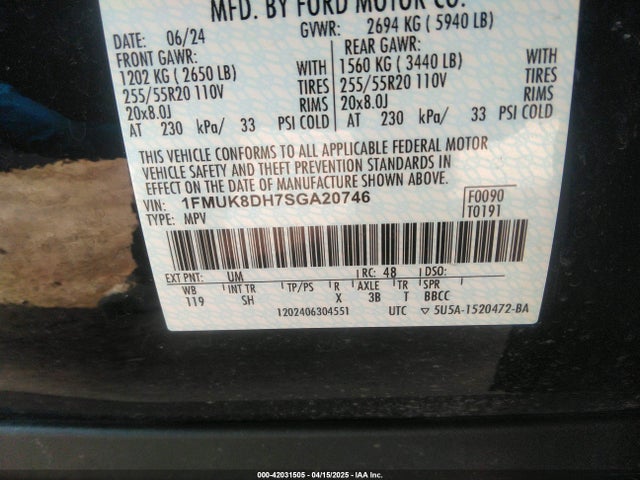 MFD. BY FORD MOTOR CO.
DATE: 06/24 GVWR: 2694 KG ( 5940 LB)
FRONT GAWR: REAR GAWR:
1202 KG ( 2650 LB) WITH 1560 KG ( 3440 LB) WITH
255/55R20 110V TIRES 255/55R20 110V TIRES
20x8.0J RIMS 20x8.0J RIMS
AT 230 kPa/ 33 PSI COLD AT 230 kPa/ 33 PSI COLD
THIS VEHICLE CONFORMS TO ALL APPLICABLE FEDERAL MOTOR
VEHICLE SAFETY AND THEFT PREVENTION STANDARDS IN
EFFECT ON THE DATE OF MANUFACTURE SHOWN ABOVE.
VIN: 1FMUK8DH7SGA20746 F0090
TYPE: MPV T0191
EXT PNT: UM RC: 48 DSO:
WB INT TR TP/PS R AXLE TR SPR
119 SH X 3B T BBCC
1202406304551 UTC ▽ 5U5A-1520472-BA
000-42031505 - 04/15/2025 - IAA Inc.